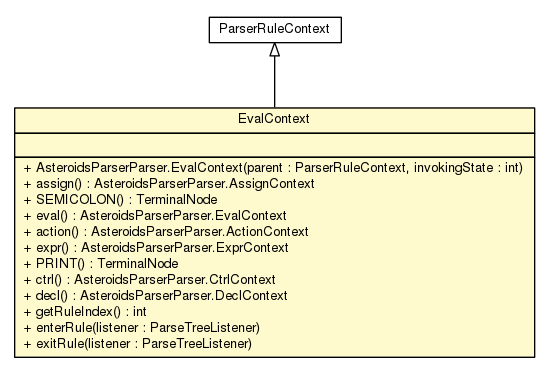 ParserRuleContext
EvalContext
+ AsteroidsParserParser.EvalContext(parent : ParserRuleContext, invokingState : int)
+ assign() : AsteroidsParserParser.AssignContext
+ SEMICOLON() : TerminalNode
+ eval() : AsteroidsParserParser.EvalContext
+ action() : AsteroidsParserParser.ActionContext
+ expr() : AsteroidsParserParser.ExprContext
+ PRINT() : TerminalNode
+ ctrl() : AsteroidsParserParser.CtrlContext
+ decl() : AsteroidsParserParser.DeclContext
+ getRuleIndex() : int
+ enterRule(listener : ParseTreeListener)
+ exitRule(listener : ParseTreeListener)